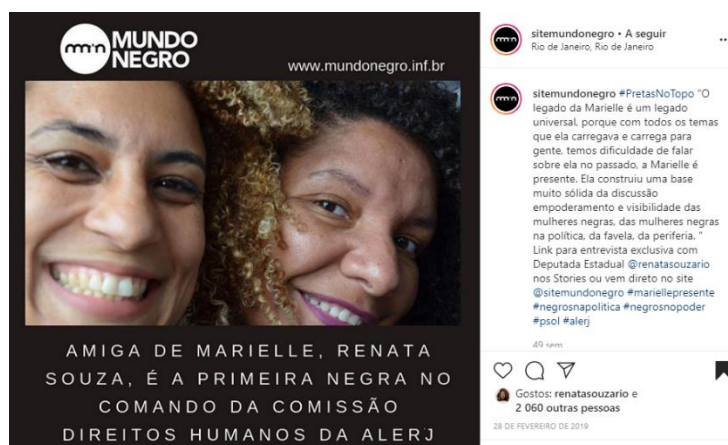 MUNDO
NEGRO
www.mundonegro.inf.br
AMIGA DE MARIELLE, RENATA
SOUZA, É A PRIMEIRA NEGRA NO
COMANDO DA COMISSÃO
DIREITOS HUMANOS DA ALERJ
sitemundonegro • A seguir
Rio de Janeiro, Rio de Janeiro
sitemundonegro #PretasNoTopo "O
legado da Marielle é um legado
universal, porque com todos os temas
que ela carregava e carrega para
gente, temos dificuldade de falar
sobre ela no passado, a Marielle é
presente. Ela construiu uma base
muito sólida da discussão
empoderamento e visibilidade das
mulheres negras, das mulheres negras
na política, da favela, da periferia. "
Link para entrevista exclusiva com
Deputada Estadual @renatasouzario
nos Stories ou vem direto no site
@sitemundonegro #mariellepresente
#negrosnapolitica #negrosnopoder
#psol #alerj
49 sem
Gostos: renatasouzario e
2 060 outras pessoas
28 DE FEVEREIRO DE 2019